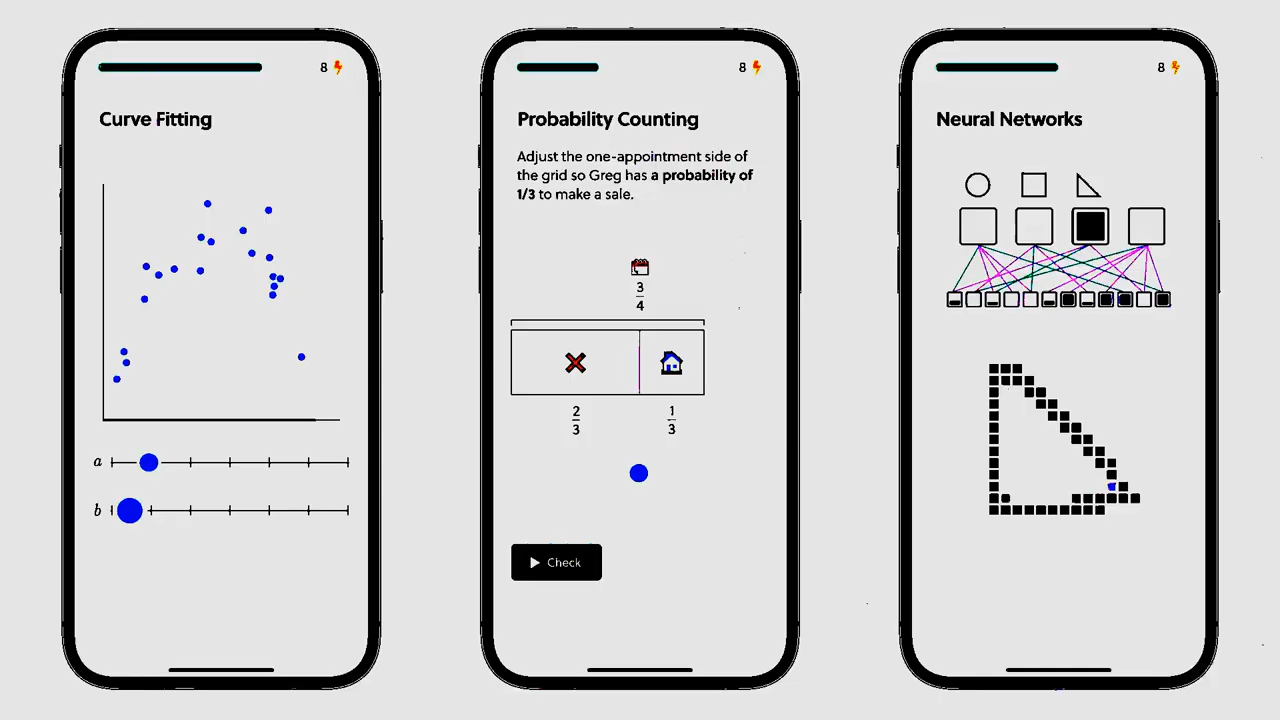 8
Curve Fitting
a
b
8
Probability Counting
Adjust the one-appointment side of
the grid so Greg has a probability of
1/3 to make a sale.
3
4
2
3
1
3
Check
8
Neural Networks